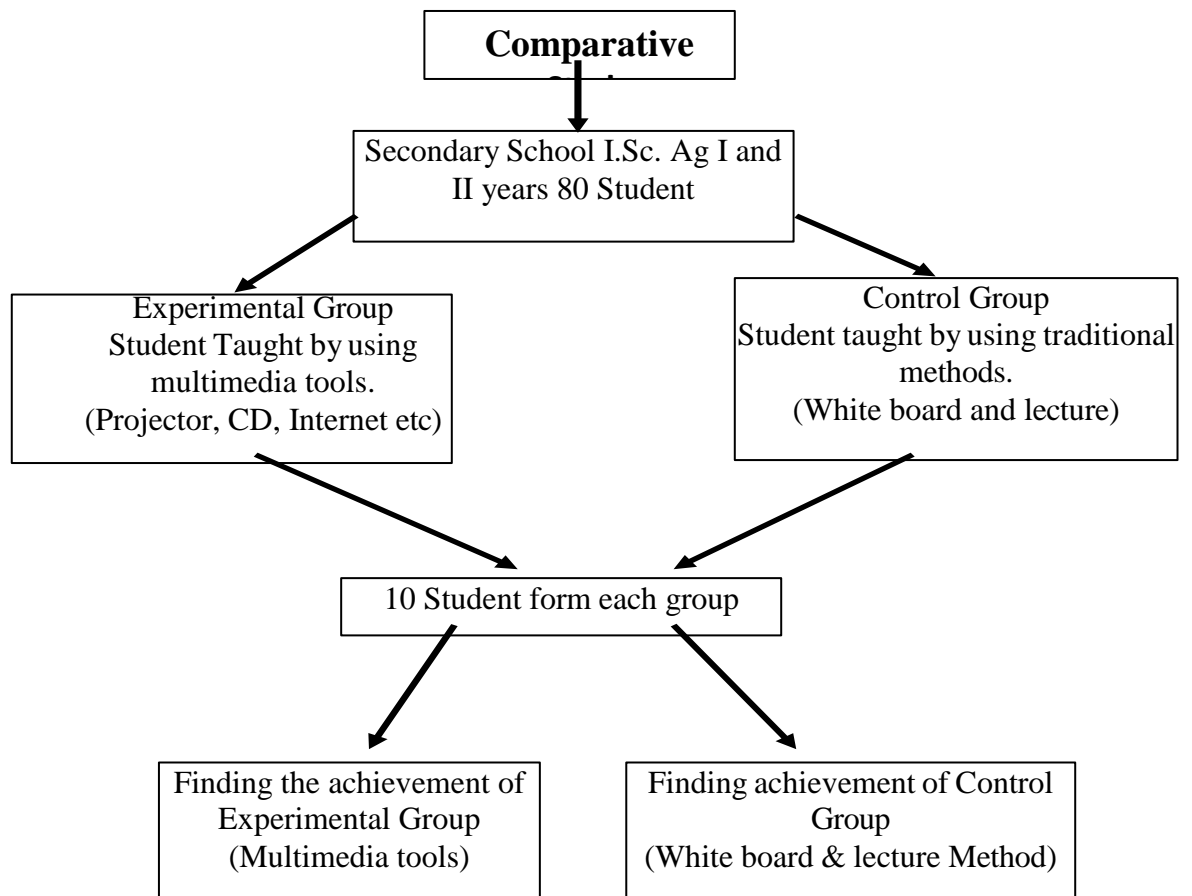 Comparative
Secondary School I.Sc. Ag I and
II years 80 Student
Experimental Group
Student Taught by using
multimedia tools.
(Projector, CD, Internet etc)
Control Group
Student taught by using traditional
methods.
(White board and lecture)
10 Student form each group
Finding the achievement of
Experimental Group
(Multimedia tools)
Finding achievement of Control
Group
(White board & lecture Method)